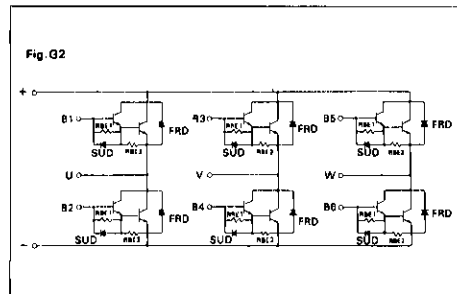 Fig.G2
+
B1 RBE1 SUD RBE2 FRD
B3 RBE1 SUD RBE2 FRD
B5 RBE1 SUD RBE2 FRD
U V W
B2 RBE1 SUD RBE2 FRD
B4 RBE1 SUD RBE2 FRD
B6 RBE1 SUD RBE2 FRD
−